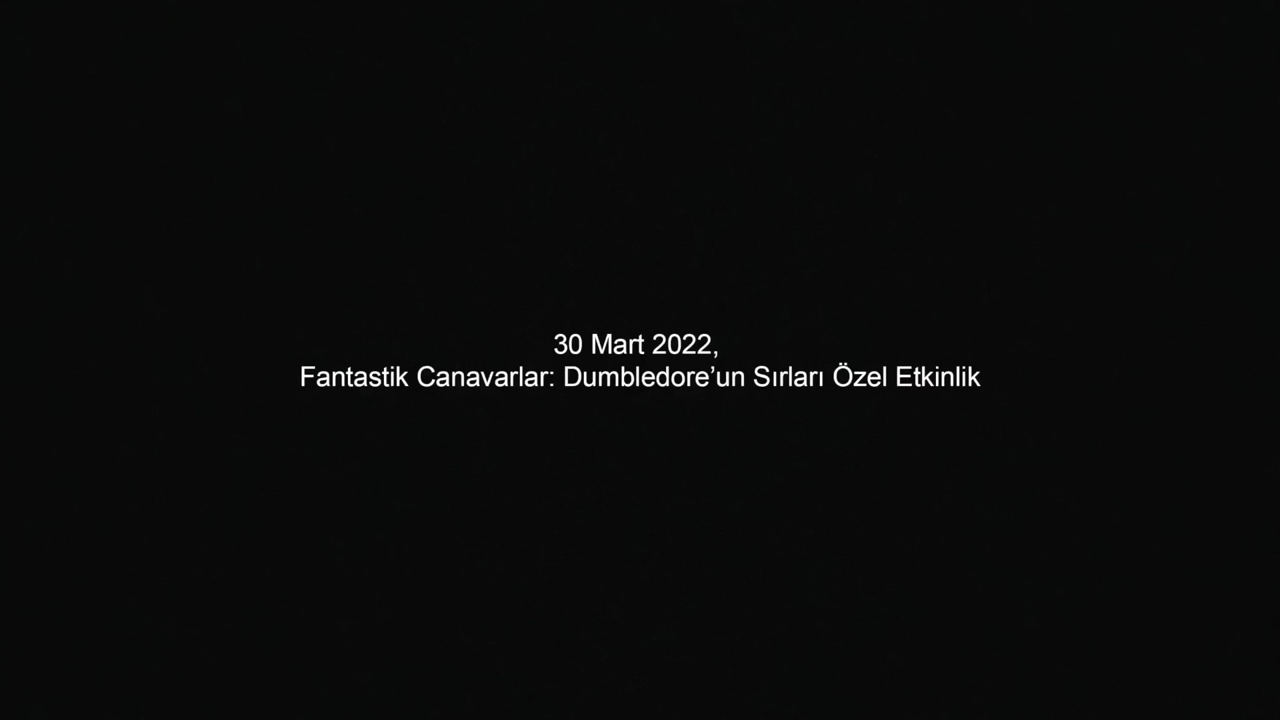 30 Mart 2022,
Fantastik Canavarlar: Dumbledore’un Sırları Özel Etkinlik